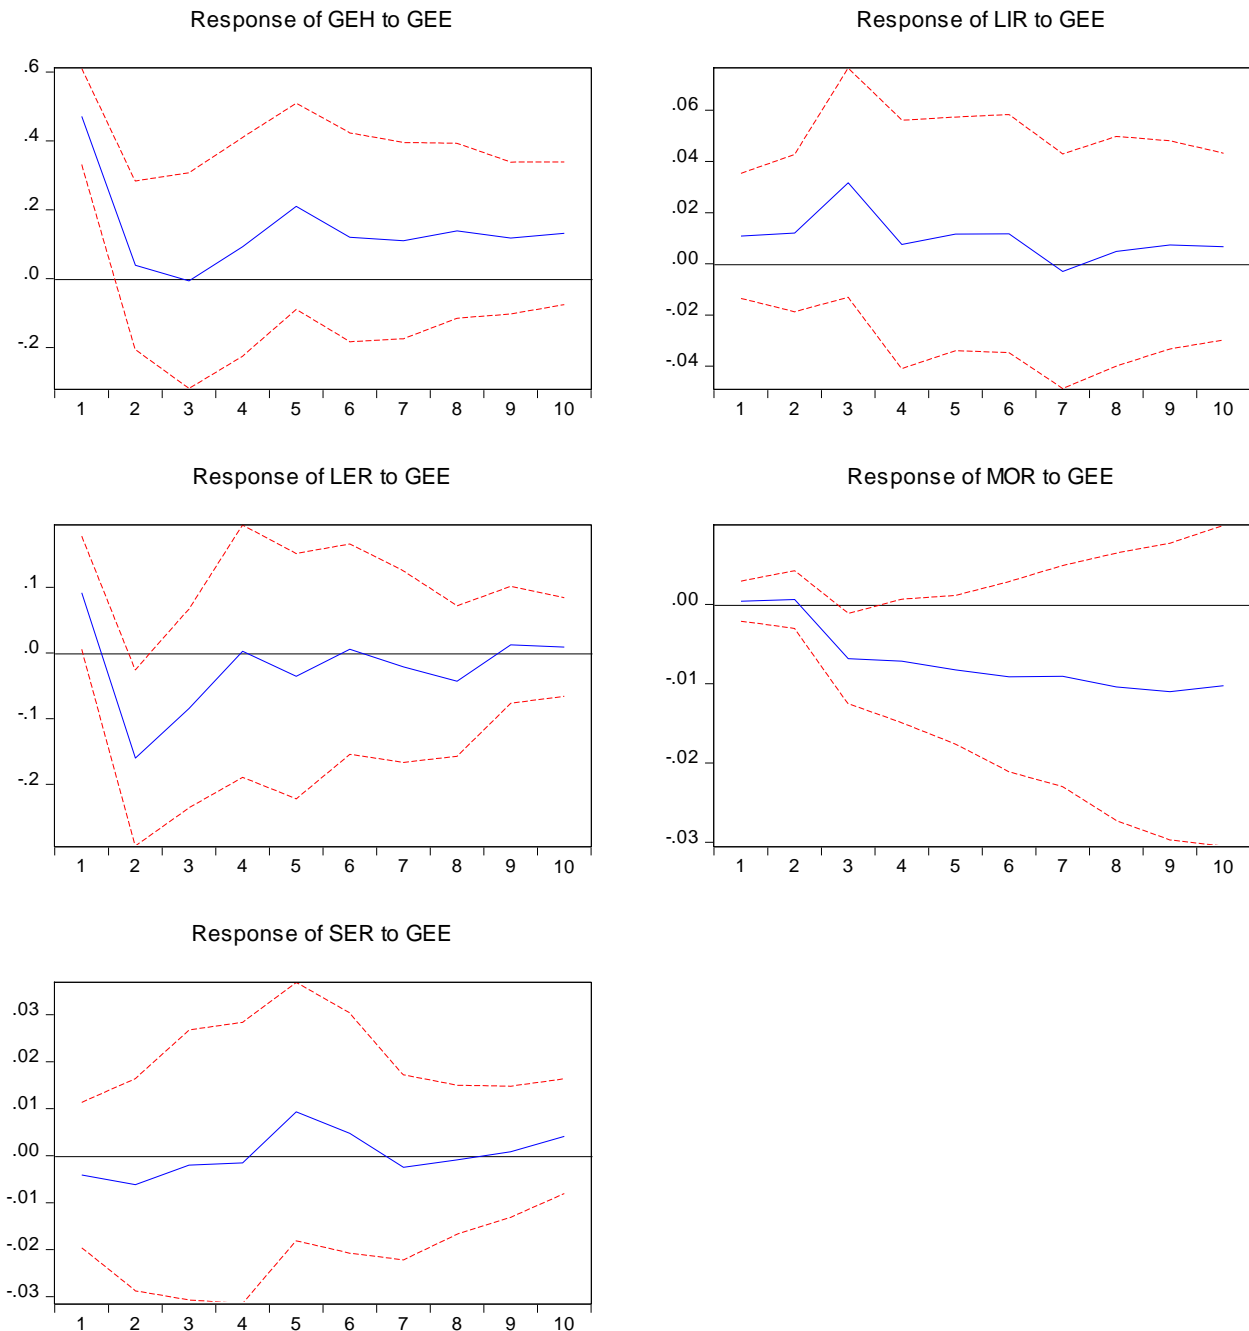 Response of GEH to GEE
.6
.4
.2
.0
-.2
1 2 3 4 5 6 7 8 9 10
Response of LIR to GEE
.06
.04
.02
.00
-.02
-.04
1 2 3 4 5 6 7 8 9 10
Response of LER to GEE
.1
.0
-.1
-.2
1 2 3 4 5 6 7 8 9 10
Response of MOR to GEE
.00
-.01
-.02
-.03
1 2 3 4 5 6 7 8 9 10
Response of SER to GEE
.03
.02
.01
.00
-.01
-.02
-.03
1 2 3 4 5 6 7 8 9 10